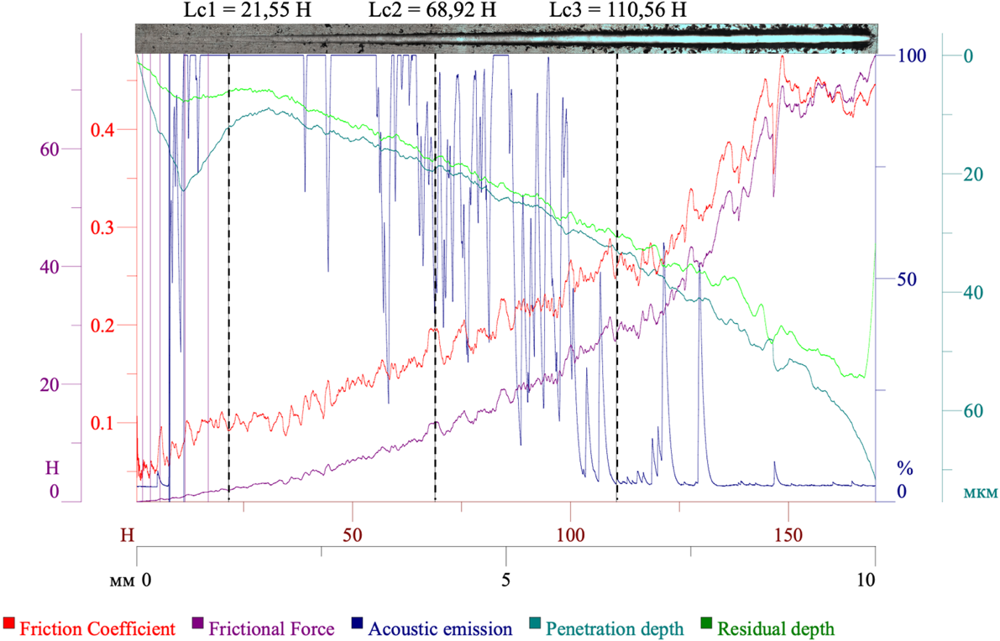 Lc1 = 21,55 Н Lc2 = 68,92 Н Lc3 = 110,56 Н
100 0
0.4
60
20
0.3
40
50
40
0.2
20
60
0.1
Н %
0 0 мкм
Н 50 100 150
мм 0 5 10
Friction Coefficient Frictional Force Acoustic emission Penetration depth Residual depth